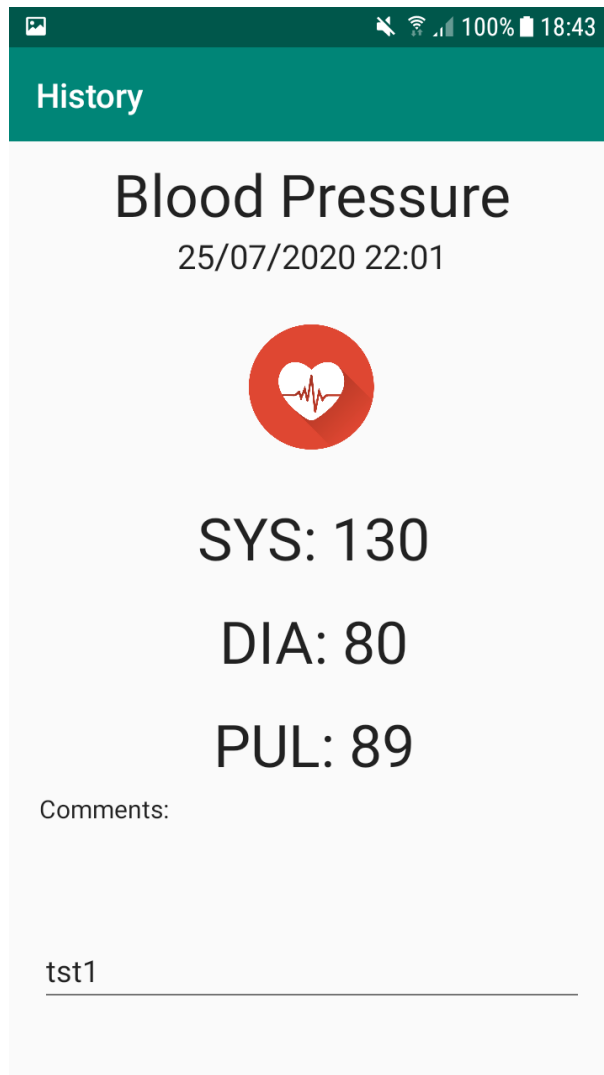 100% 18:43
History
Blood Pressure
25/07/2020 22:01
SYS: 130
DIA: 80
PUL: 89
Comments:
tst1